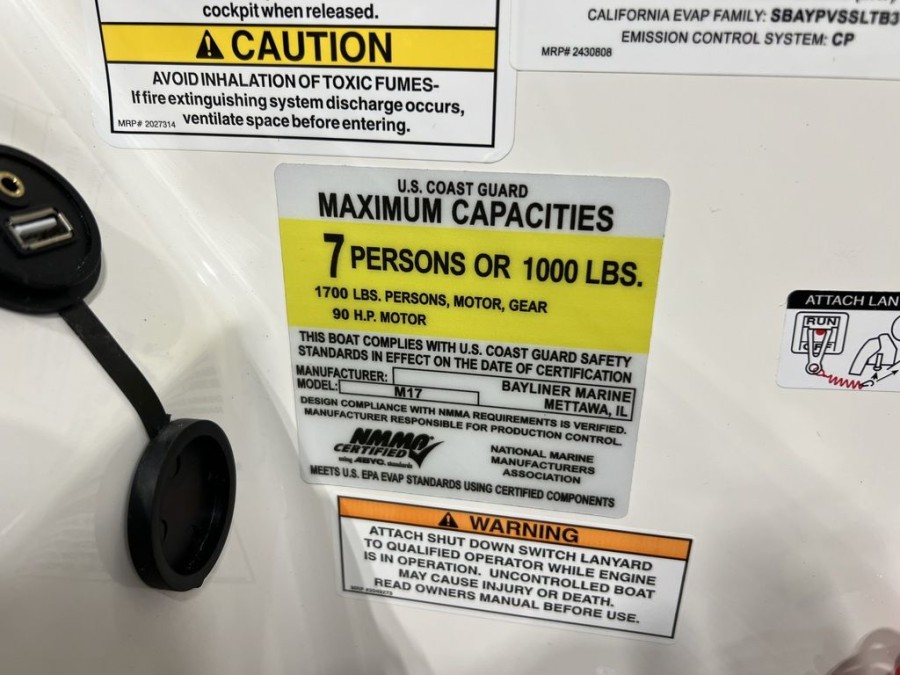 cockpit when released.
CAUTION
AVOID INHALATION OF TOXIC FUMES-
If fire extinguishing system discharge occurs,
ventilate space before entering.
MRP# 2027314
CALIFORNIA EVAP FAMILY: SBAYPVSSLTB3
EMISSION CONTROL SYSTEM: CP
MRP# 2430808
U.S. COAST GUARD
MAXIMUM CAPACITIES
7 PERSONS OR 1000 LBS.
1700 LBS. PERSONS, MOTOR, GEAR
90 H.P. MOTOR
THIS BOAT COMPLIES WITH U.S. COAST GUARD SAFETY
STANDARDS IN EFFECT ON THE DATE OF CERTIFICATION
MANUFACTURER: BAYLINER MARINE
MODEL: M17 METTAWA, IL
DESIGN COMPLIANCE WITH NMMA REQUIREMENTS IS VERIFIED.
MANUFACTURER RESPONSIBLE FOR PRODUCTION CONTROL.
NMMA
CERTIFIED
using ABYC standards
NATIONAL MARINE
MANUFACTURERS
ASSOCIATION
MEETS U.S. EPA EVAP STANDARDS USING CERTIFIED COMPONENTS
ATTACH LAN
RUN
WARNING
ATTACH SHUT DOWN SWITCH LANYARD
TO QUALIFIED OPERATOR WHILE ENGINE
IS IN OPERATION. UNCONTROLLED BOAT
MAY CAUSE INJURY OR DEATH.
READ OWNERS MANUAL BEFORE USE.